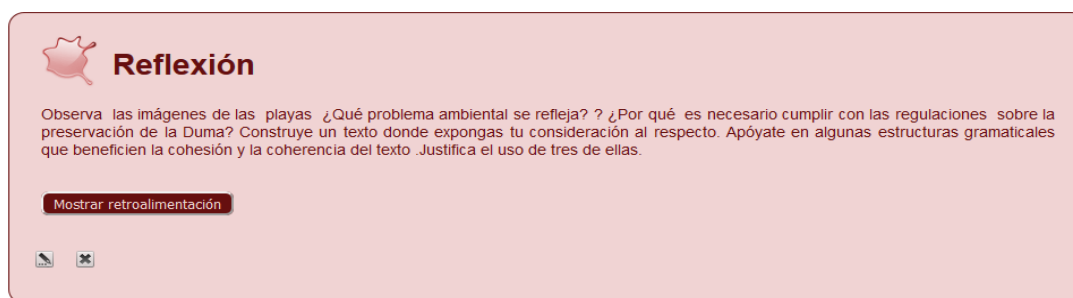 Reflexión
Observa las imágenes de las playas ¿Qué problema ambiental se refleja? ? ¿Por qué es necesario cumplir con las regulaciones sobre la
preservación de la Duma? Construye un texto donde expongas tu consideración al respecto. Apóyate en algunas estructuras gramaticales
que beneficien la cohesión y la coherencia del texto .Justifica el uso de tres de ellas.
Mostrar retroalimentación